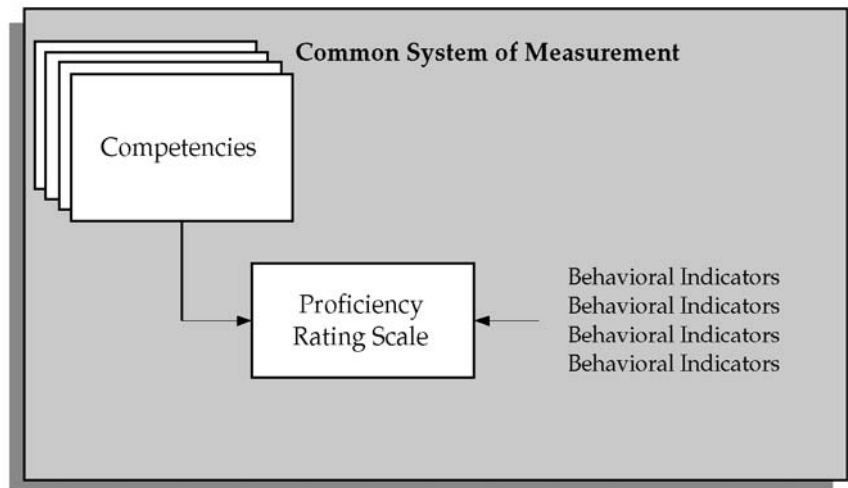 Common System of Measurement
Competencies
Proficiency
Rating Scale
Behavioral Indicators
Behavioral Indicators
Behavioral Indicators
Behavioral Indicators